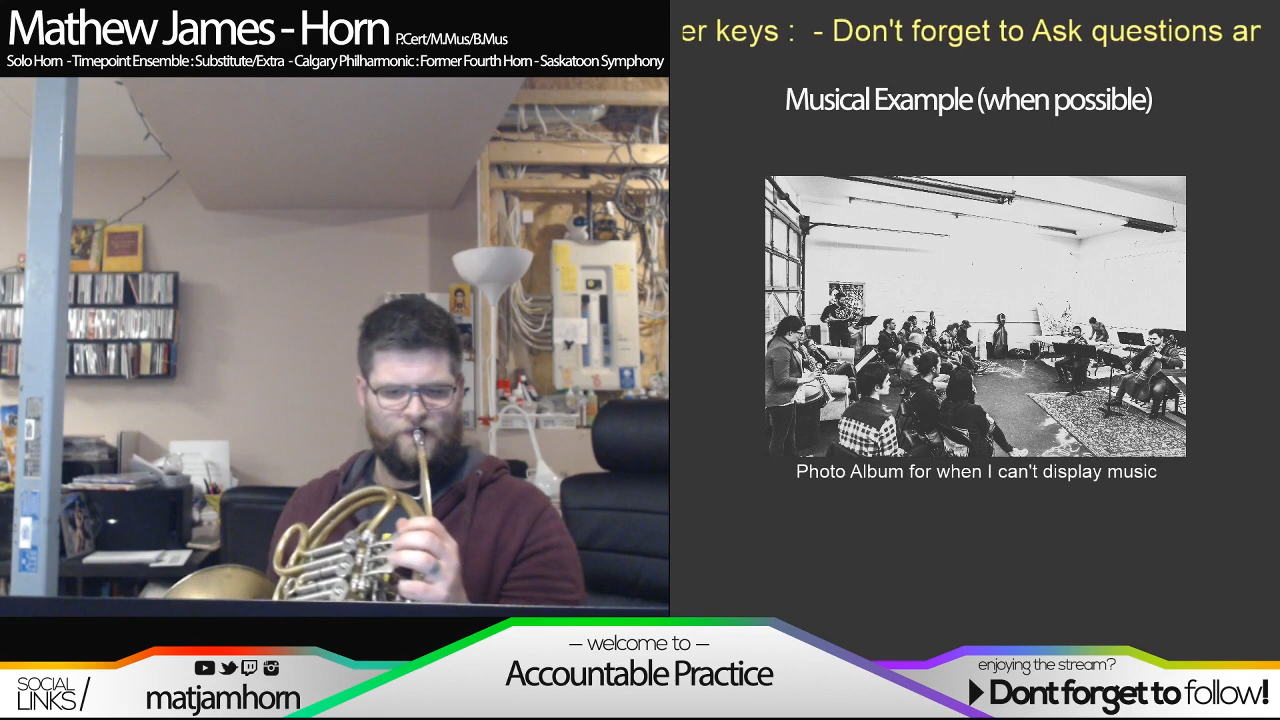 Mathew James - Horn P.Cert/M.Mus/B.Mus
Solo Horn - Timepoint Ensemble : Substitute/Extra - Calgary Philharmonic : Former Fourth Horn - Saskatoon Symphony
er keys : - Don't forget to Ask questions an
Musical Example (when possible)
Photo Album for when I can't display music
– welcome to –
Accountable Practice
SOCIAL
LINKS /
matjamhorn
enjoying the stream?
Dont forget to follow!